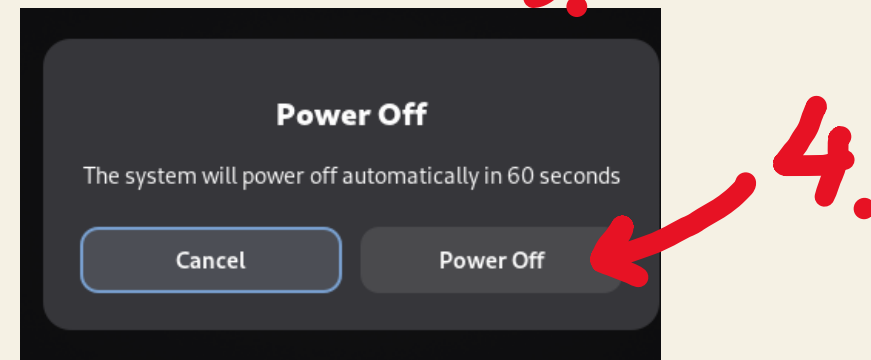 Power Off
The system will power off automatically in 60 seconds
Cancel Power Off
4.